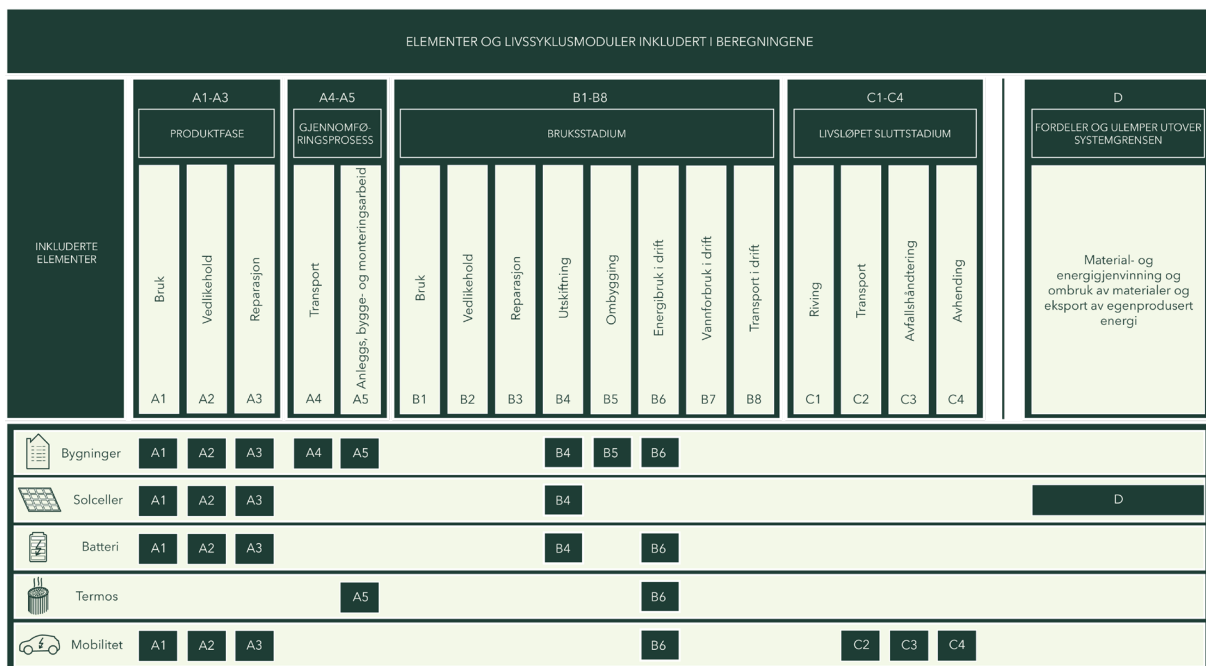 ELEMENTER OG LIVSSYKLUSMODULER INKLUDERT I BEREGNINGENE
INKLUDERTE
ELEMENTER
A1-A3
PRODUKTFASE
Bruk
A1
Vedlikehold
A2
Reparasjon
A3
A4-A5
GJENNOMFØ-
RINGSPROSESS
Transport
A4
Anleggs, bygge- og monteringsarbeid
A5
B1-B8
BRUKSSTADIUM
Bruk
B1
Vedlikehold
B2
Reparasjon
B3
Utskiftning
B4
Ombygging
B5
Energibruk i drift
B6
Vannforbruk i drift
B7
Transport i drift
B8
C1-C4
LIVSLØPET SLUTTSTADIUM
Riving
C1
Transport
C2
Avfallshåndtering
C3
Avhending
C4
D
FORDELER OG ULEMPER UTOVER
SYSTEMGRENSEN
Material- og
energigjenvinning og
ombruk av materialer og
eksport av egenprodusert
energi
Bygninger A1 A2 A3 A4 A5 B4 B5 B6
Solceller A1 A2 A3 B4 D
Batteri A1 A2 A3 B4 B6
Termos A5 B6
Mobilitet A1 A2 A3 B6 C2 C3 C4